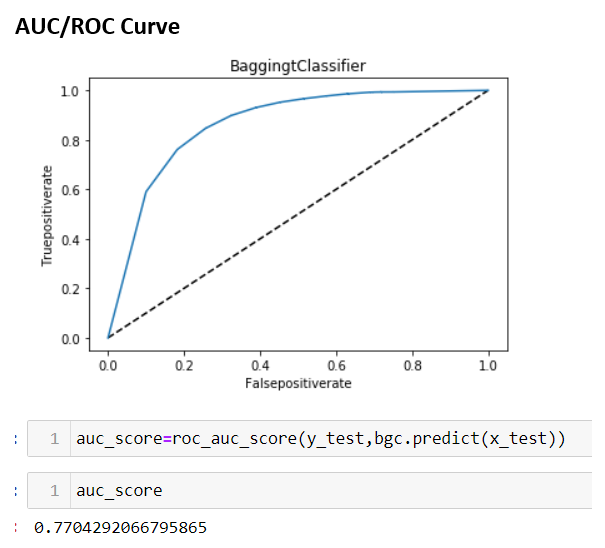 AUC/ROC Curve
BaggingtClassifier
1.0
0.8
0.6
0.4
0.2
0.0
Truepositiverate
0.0 0.2 0.4 0.6 0.8 1.0
Falsepositiverate
: 1 auc_score=roc_auc_score(y_test,bgc.predict(x_test))
: 1 auc_score
: 0.7704292066795865